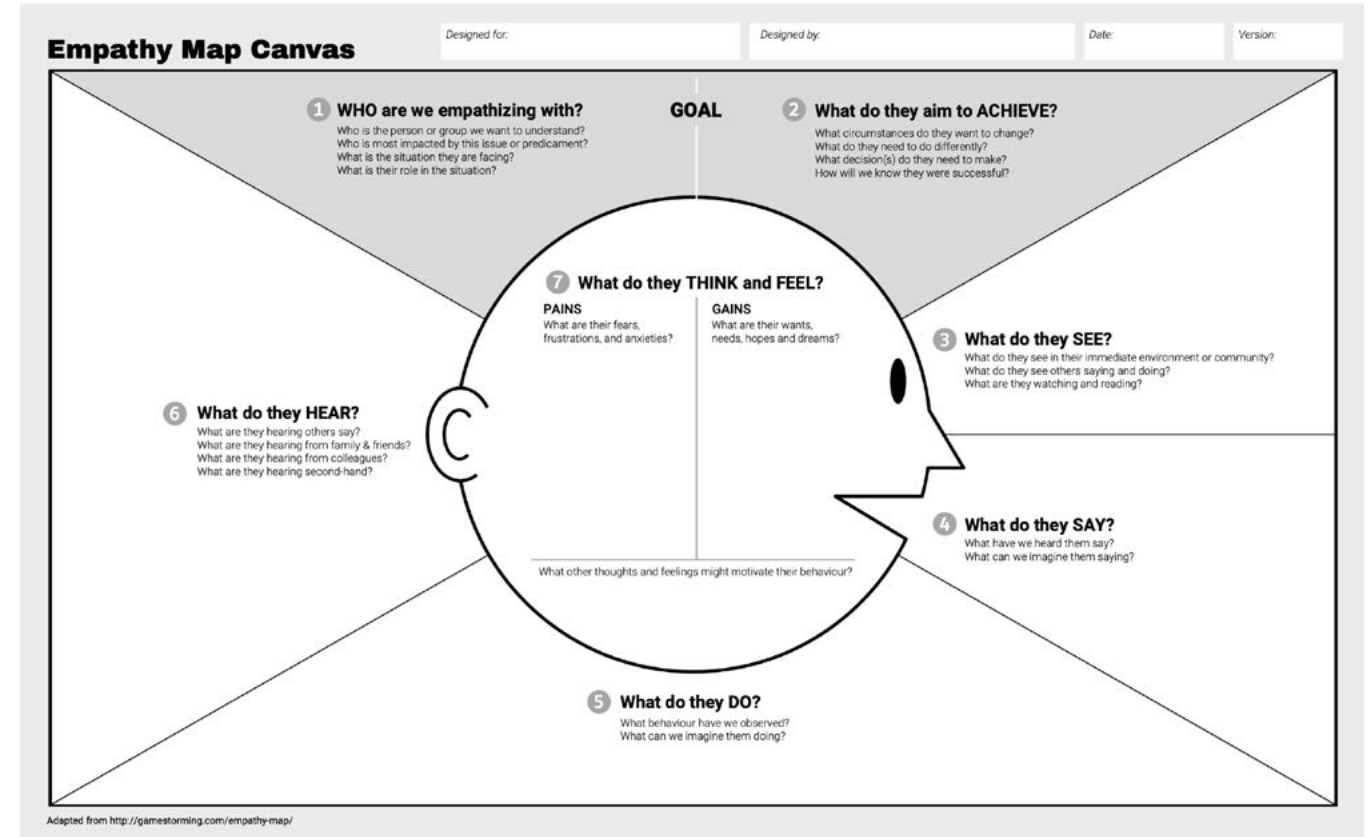 Empathy Map Canvas
Designed for:
Designed by:
Date:
Version:
1 WHO are we empathizing with?
Who is the person or group we want to understand?
Who is most impacted by this issue or predicament?
What is the situation they are facing?
What is their role in the situation?
GOAL
2 What do they aim to ACHIEVE?
What circumstances do they want to change?
What do they need to do differently?
What decision(s) do they need to make?
How will we know they were successful?
3 What do they SEE?
What do they see in their immediate environment or community?
What do they see others saying and doing?
What are they watching and reading?
4 What do they SAY?
What have we heard them say?
What can we imagine them saying?
5 What do they DO?
What behaviour have we observed?
What can we imagine them doing?
6 What do they HEAR?
What are they hearing others say?
What are they hearing from family & friends?
What are they hearing from colleagues?
What are they hearing second-hand?
7 What do they THINK and FEEL?
PAINS
What are their fears,
frustrations, and anxieties?
GAINS
What are their wants,
needs, hopes and dreams?
What other thoughts and feelings might motivate their behaviour?
Adapted from http://gamestorming.com/empathy-map/